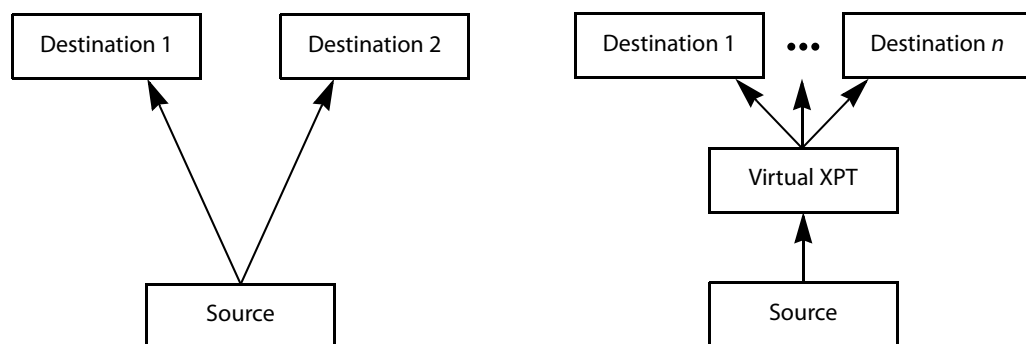 Destination 1
Destination 2
Source
Destination 1
•••
Destination n
Virtual XPT
Source